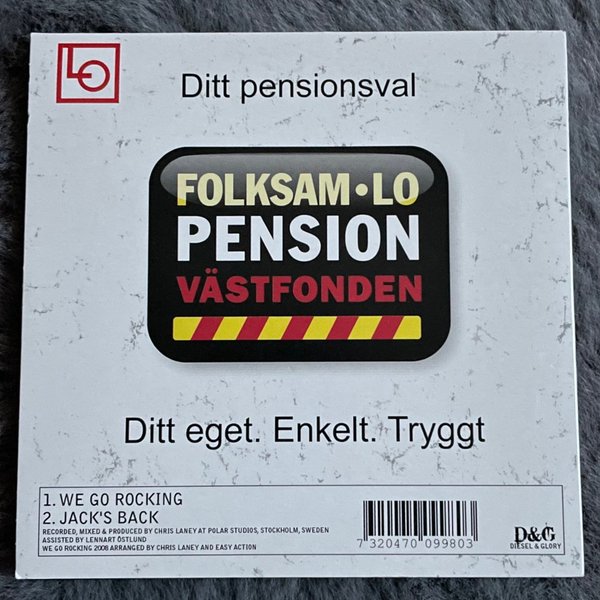 LO
Ditt pensionsval
FOLKSAM•LO
PENSION
VÄSTFONDEN
Ditt eget. Enkelt. Tryggt
1. WE GO ROCKING
2. JACK'S BACK
RECORDED, MIXED & PRODUCED BY CHRIS LANEY AT POLAR STUDIOS, STOCKHOLM, SWEDEN
ASSISTED BY LENNART ÖSTLUND
WE GO ROCKING 2008 ARRANGED BY CHRIS LANEY AND EASY ACTION
7 320470 099803
D&G
DIESEL & GLORY